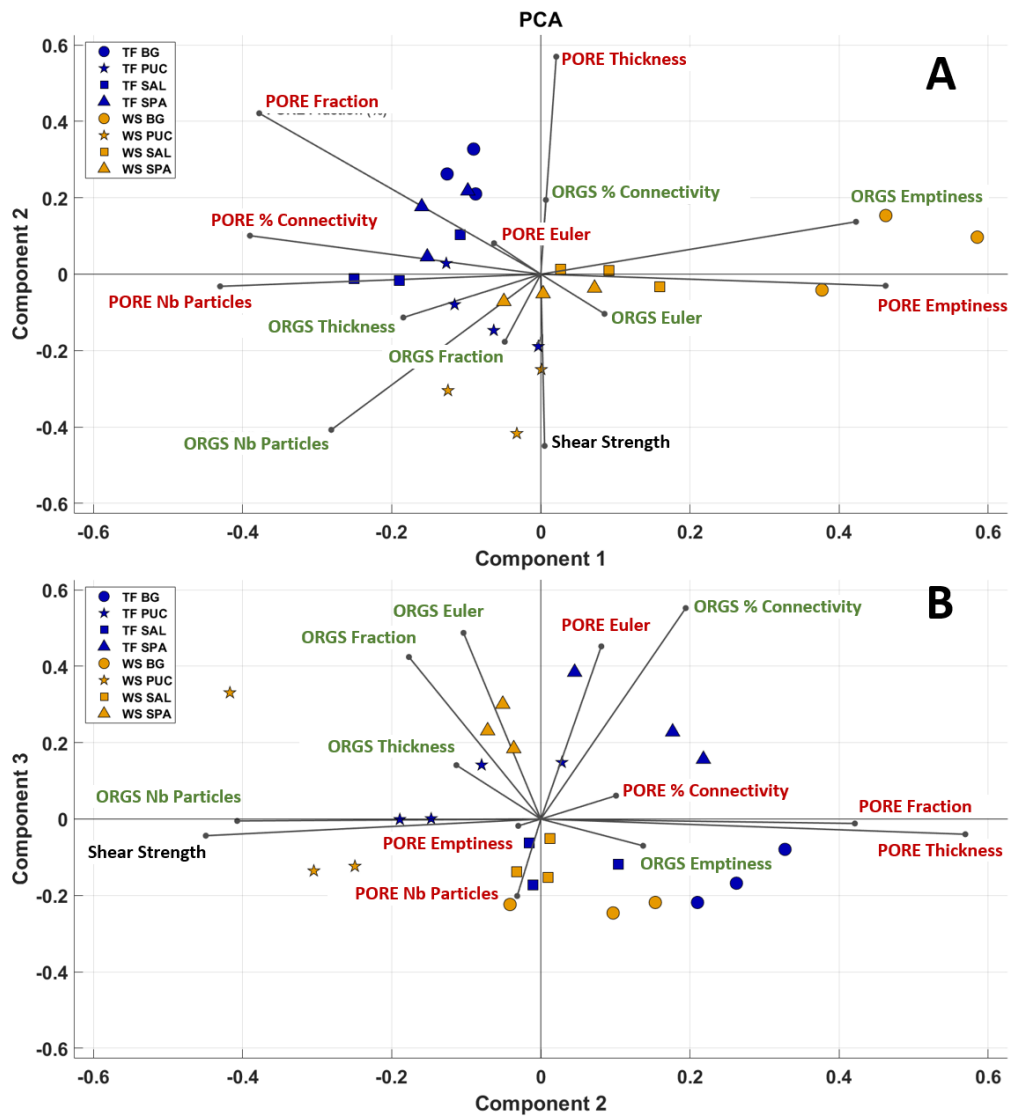 PCA
A
0.6
0.4
0.2
0
-0.2
-0.4
-0.6
Component 2
TF BG
TF PUC
TF SAL
TF SPA
WS BG
WS PUC
WS SAL
WS SPA
PORE Thickness
PORE Fraction
ORGS % Connectivity
ORGS Emptiness
PORE % Connectivity
PORE Euler
PORE Nb Particles
PORE Emptiness
ORGS Thickness
ORGS Euler
ORGS Fraction
ORGS Nb Particles
Shear Strength
-0.6 -0.4 -0.2 0 0.2 0.4 0.6
Component 1
B
0.6
0.4
0.2
0
-0.2
-0.4
-0.6
Component 3
TF BG
TF PUC
TF SAL
TF SPA
WS BG
WS PUC
WS SAL
WS SPA
ORGS Euler
ORGS % Connectivity
ORGS Fraction
PORE Euler
ORGS Thickness
ORGS Nb Particles
PORE % Connectivity
PORE Fraction
Shear Strength
PORE Emptiness
PORE Thickness
ORGS Emptiness
PORE Nb Particles
-0.6 -0.4 -0.2 0 0.2 0.4 0.6
Component 2